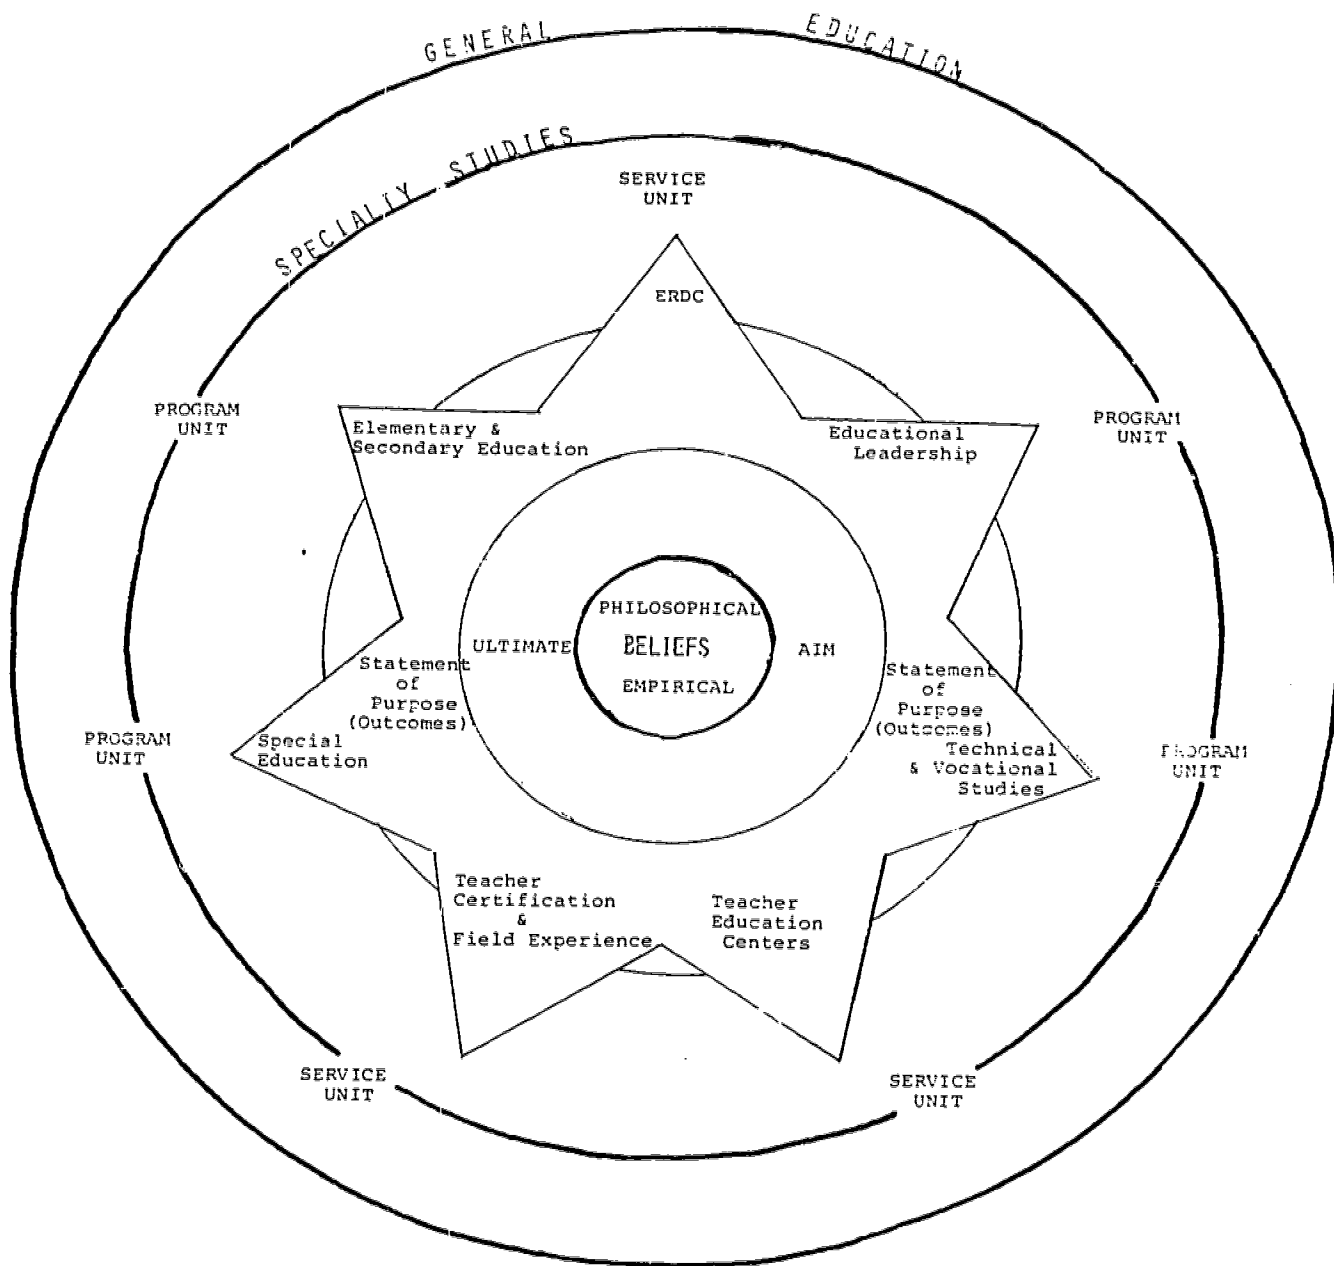 GENERAL EDUCATION
SPECIALTY STUDIES
SERVICE
UNIT
ERDC
PROGRAM
UNIT
PROGRAM
UNIT
Elementary &
Secondary Education
Educational
Leadership
PHILOSOPHICAL
ULTIMATE BELIEFS AIM
EMPIRICAL
Statement
of
Purpose
(Outcomes)
Statement
of
Purpose
(Outcomes)
PROGRAM
UNIT
Special
Education
Technical
& Vocational
Studies
PROGRAM
UNIT
Teacher
Certification
&
Field Experience
Teacher
Education
Centers
SERVICE
UNIT
SERVICE
UNIT